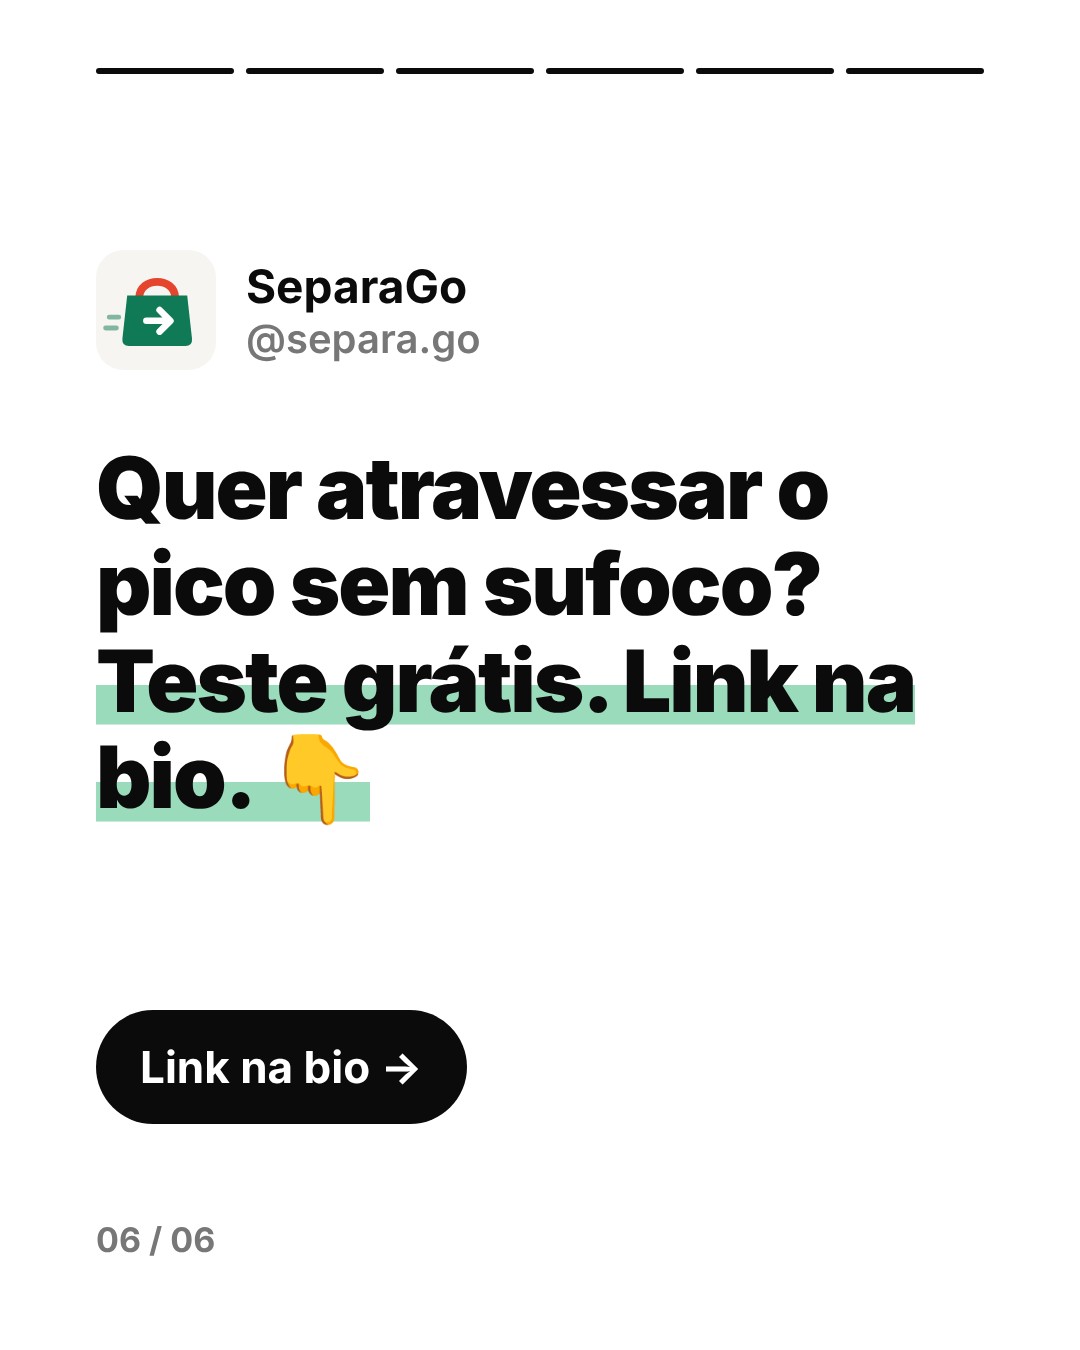 SeparaGo
@separa.go
Quer atravessar o
pico sem sufoco?
Teste grátis. Link na
bio. 👇
Link na bio →
06 / 06